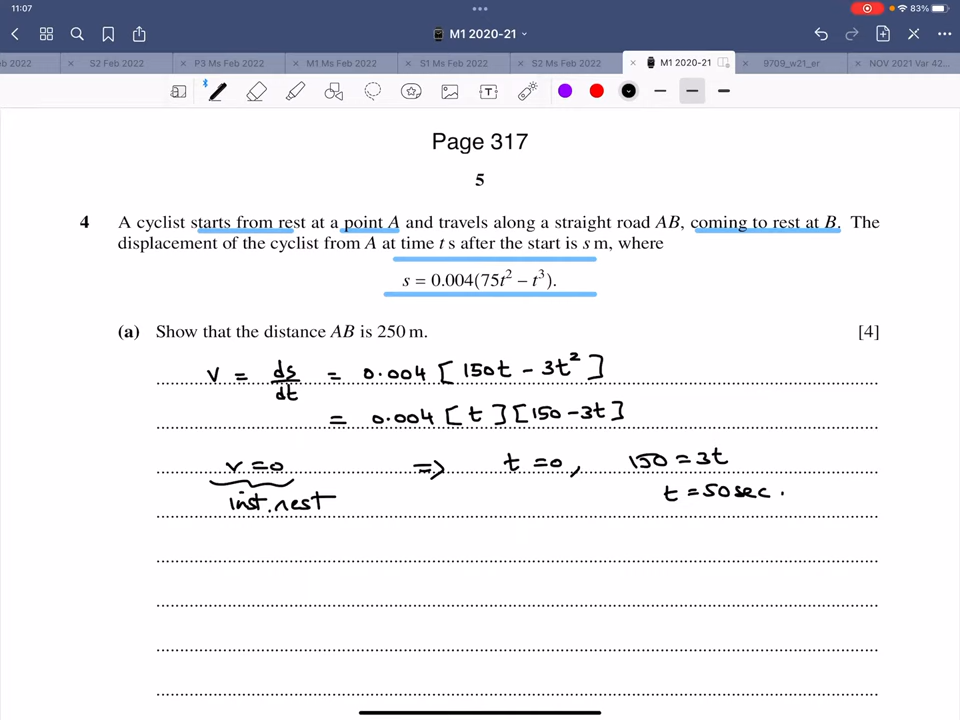 11:07
83%
M1 2020-21
b 2022
S2 Feb 2022
P3 Ms Feb 2022
M1 Ms Feb 2022
S1 Ms Feb 2022
S2 Ms Feb 2022
M1 2020-21
9709_w21_er
NOV 2021 Var 42...
Page 317
5
4 A cyclist starts from rest at a point A and travels along a straight road AB, coming to rest at B. The
displacement of the cyclist from A at time t s after the start is s m, where
s = 0.004(75t² − t³).
(a) Show that the distance AB is 250 m. [4]
v = ds/dt = 0.004 [150t − 3t²]
= 0.004 [t][150 − 3t]
v = 0 ⇒ t = 0, 150 = 3t
inst. rest t = 50 sec.